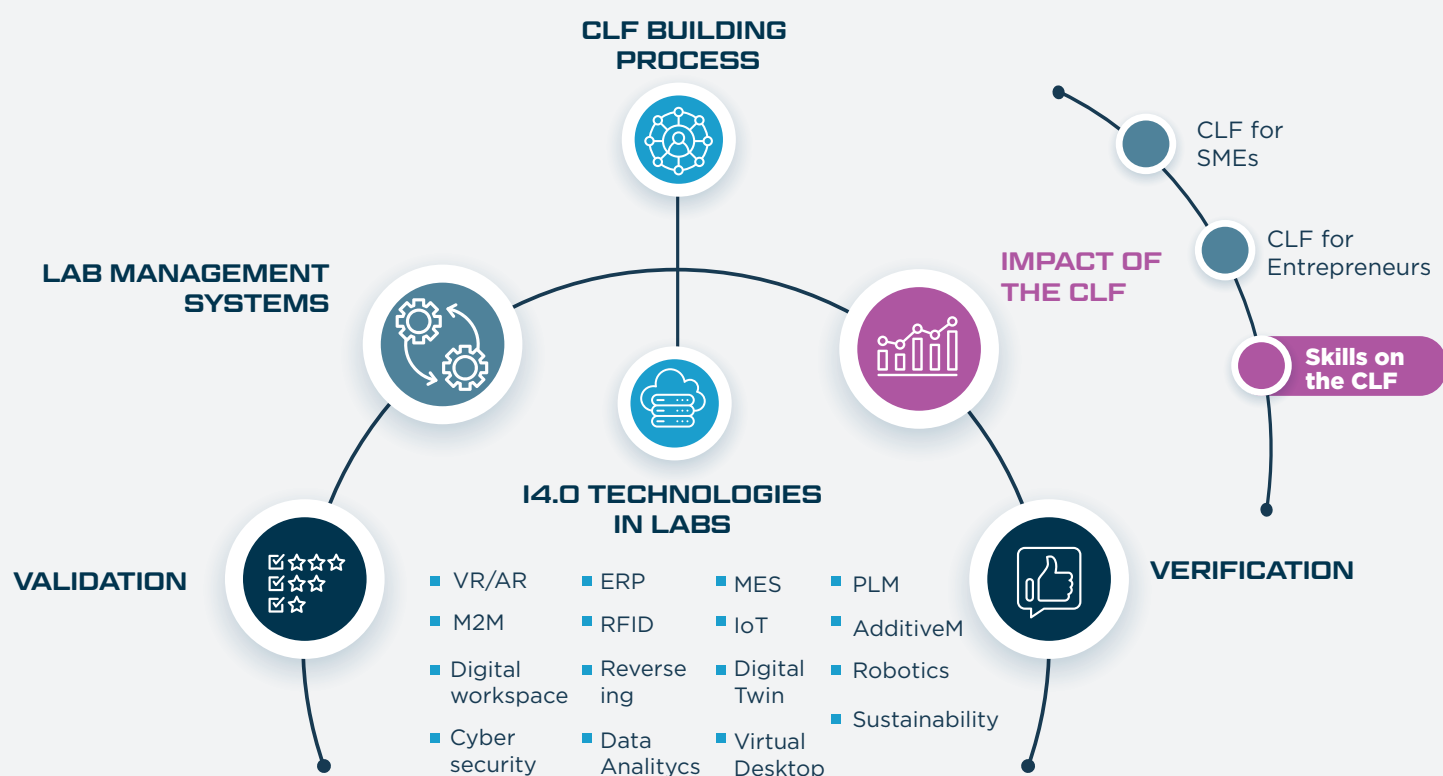 CLF BUILDING
PROCESS
CLF for
SMEs
CLF for
Entrepreneurs
Skills on
the CLF
LAB MANAGEMENT
SYSTEMS
IMPACT OF
THE CLF
I4.0 TECHNOLOGIES
IN LABS
VALIDATION
VERIFICATION
VR/AR
M2M
Digital
workspace
Cyber
security
ERP
RFID
Reverse
ing
Data
Analitycs
MES
IoT
Digital
Twin
Virtual
Desktop
PLM
AdditiveM
Robotics
Sustainability